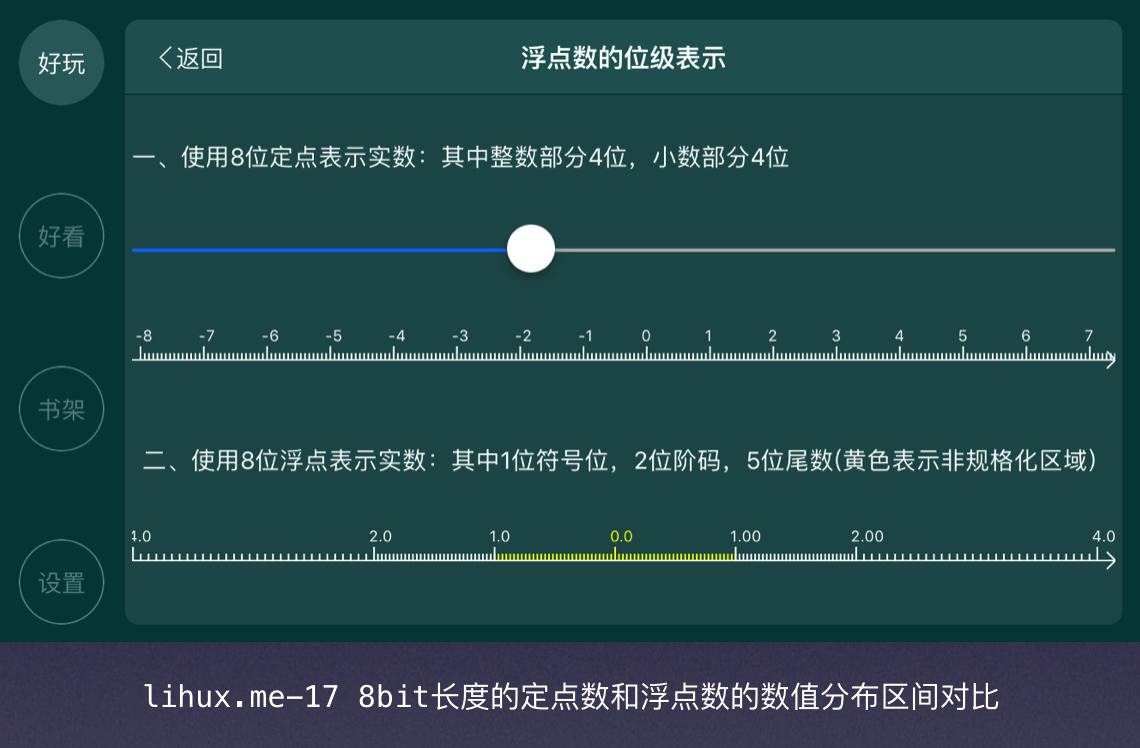 好玩
好看
书架
设置
返回
浮点数的位级表示
一、使用8位定点表示实数：其中整数部分4位，小数部分4位
-8 -7 -6 -5 -4 -3 -2 -1 0 1 2 3 4 5 6 7
二、使用8位浮点表示实数：其中1位符号位，2位阶码，5位尾数(黄色表示非规格化区域)
4.0 2.0 1.0 0.0 1.00 2.00 4.0
lihux.me-17 8bit长度的定点数和浮点数的数值分布区间对比